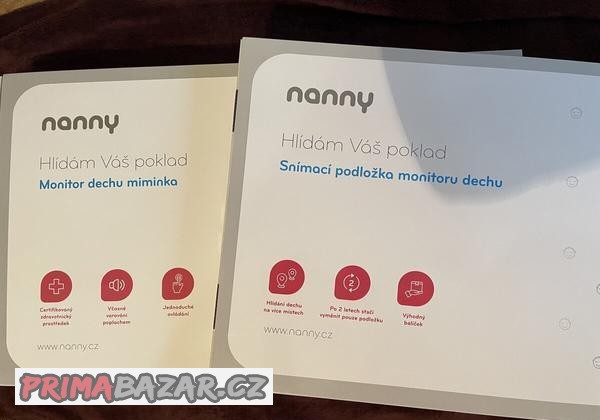 nanny
Hlídám Váš poklad
Monitor dechu miminka
Certifikovaný
zdravotnický
prostředek
Včasné
varování
poplachem
Jednoduché
ovládání
www.nanny.cz
nanny
Hlídám Váš poklad
Snímací podložka monitoru dechu
2
Hlídání dechu
na více místech
Po 2 letech stačí
vyměnit pouze podložku
Výhodný
balíček
www.nanny.cz
PRIMABAZAR.CZ